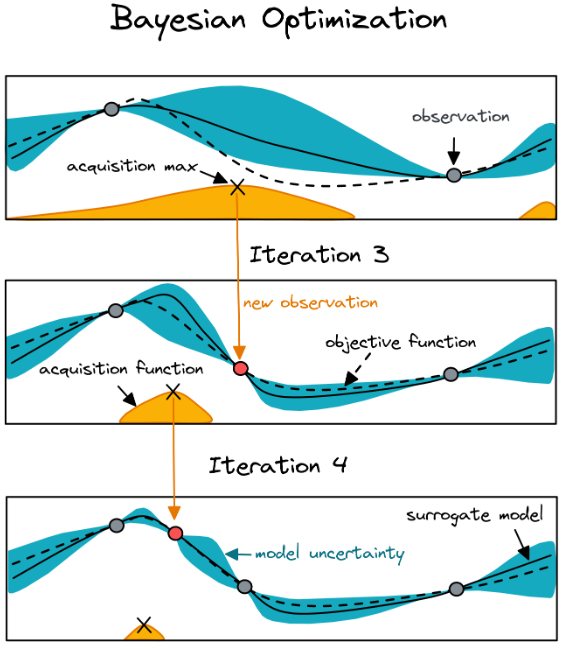 Bayesian Optimization
observation
acquisition max
Iteration 3
new observation
objective function
acquisition function
Iteration 4
surrogate model
model uncertainty